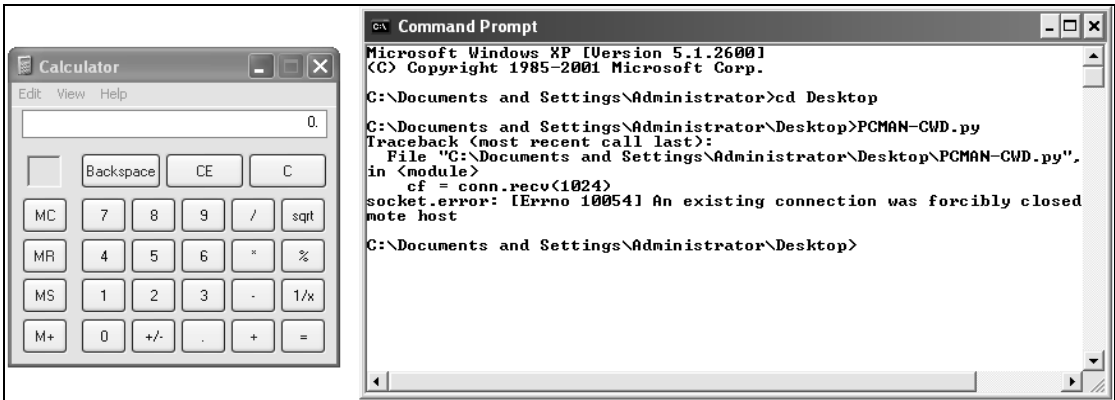 Calculator
Edit View Help
0.
Backspace CE C
MC 7 8 9 / sqrt
MR 4 5 6 * %
MS 1 2 3 - 1/x
M+ 0 +/- . + =
Command Prompt
Microsoft Windows XP [Version 5.1.2600]
(C) Copyright 1985-2001 Microsoft Corp.
C:\Documents and Settings\Administrator>cd Desktop
C:\Documents and Settings\Administrator\Desktop>PCMAN-CWD.py
Traceback (most recent call last):
File "C:\Documents and Settings\Administrator\Desktop\PCMAN-CWD.py",
in <module>
cf = conn.recv(1024)
socket.error: [Errno 10054] An existing connection was forcibly closed
mote host
C:\Documents and Settings\Administrator\Desktop>